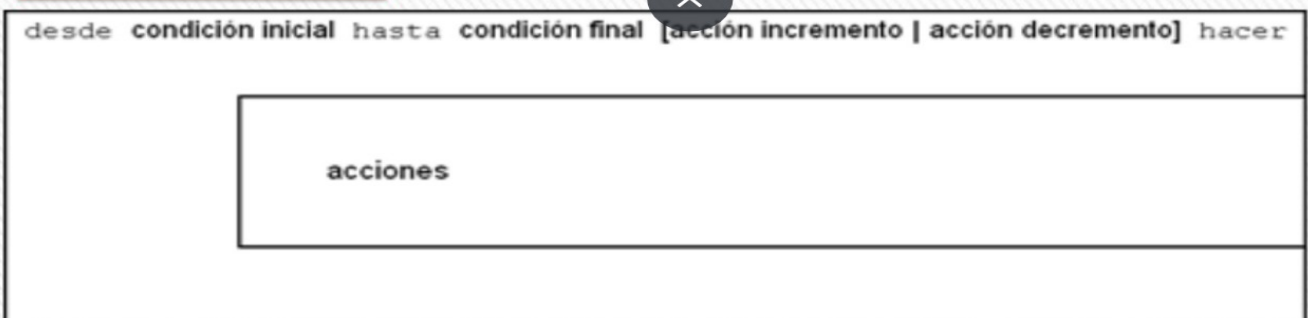 desde condición inicial hasta condición final [acción incremento | acción decremento] hacer
acciones